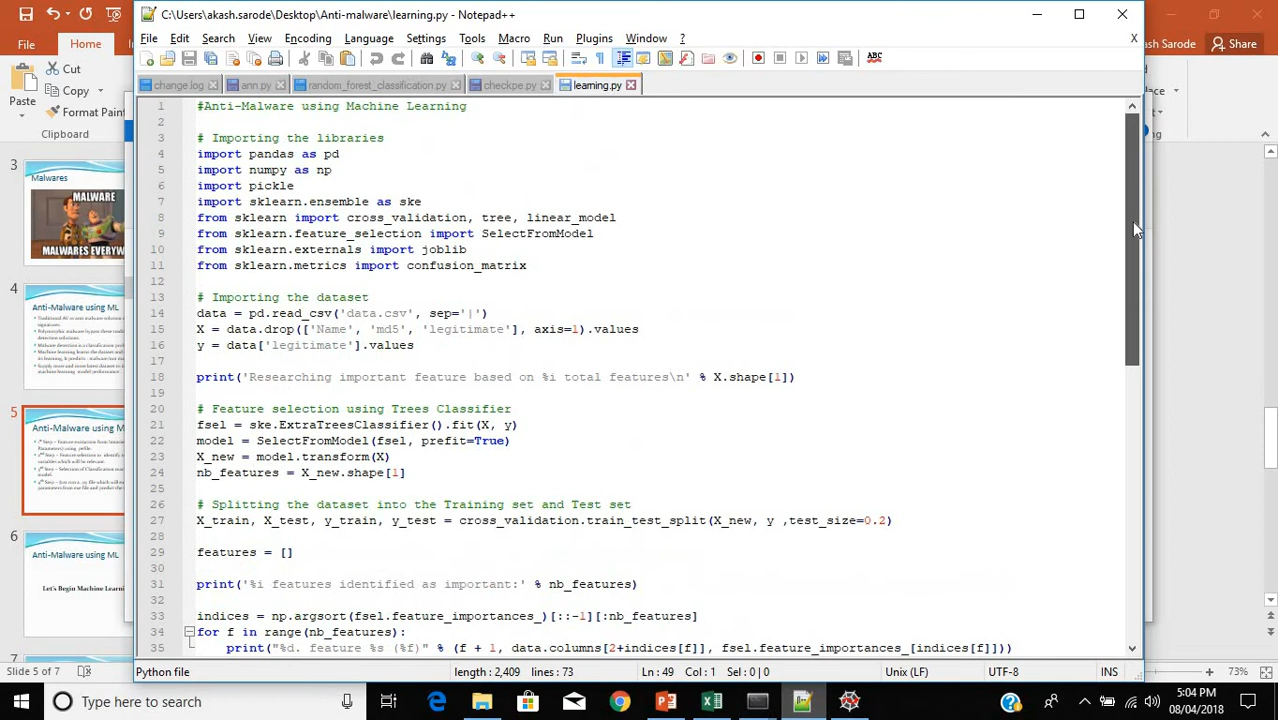 C:\Users\akash.sarode\Desktop\Anti-malware\learning.py - Notepad++
File
Home
Cut
Copy
Paste
Format Paint
Clipboard
File Edit Search View Encoding Language Settings Tools Macro Run Plugins Window ?
X
change.log ann.py random_forest_classification.py checkpe.py learning.py
ash Sarode
Share
1 #Anti-Malware using Machine Learning
2
3 # Importing the libraries
4 import pandas as pd
5 import numpy as np
6 import pickle
7 import sklearn.ensemble as ske
8 from sklearn import cross_validation, tree, linear_model
9 from sklearn.feature_selection import SelectFromModel
10 from sklearn.externals import joblib
11 from sklearn.metrics import confusion_matrix
12
13 # Importing the dataset
14 data = pd.read_csv('data.csv', sep='|')
15 X = data.drop(['Name', 'md5', 'legitimate'], axis=1).values
16 y = data['legitimate'].values
17
18 print('Researching important feature based on %i total features\n' % X.shape[1])
19
20 # Feature selection using Trees Classifier
21 fsel = ske.ExtraTreesClassifier().fit(X, y)
22 model = SelectFromModel(fsel, prefit=True)
23 X_new = model.transform(X)
24 nb_features = X_new.shape[1]
25
26 # Splitting the dataset into the Training set and Test set
27 X_train, X_test, y_train, y_test = cross_validation.train_test_split(X_new, y ,test_size=0.2)
28
29 features = []
30
31 print('%i features identified as important:' % nb_features)
32
33 indices = np.argsort(fsel.feature_importances_)[::-1][:nb_features]
34 for f in range(nb_features):
35 print("%d. feature %s (%f)" % (f + 1, data.columns[2+indices[f]], fsel.feature_importances_[indices[f]]))
3
Malwares
MALWARE
MALWARES EVERYW
4
Anti-Malware using ML
5
Anti-Malware using M
6
Anti-Malware using ML
Let's Begin Machine Learni
7
Slide 5 of 7
Python file
length : 2,409 lines : 73
Ln : 49 Col : 1 Sel : 0 | 0
Unix (LF)
UTF-8
INS
73%
Type here to search
ABC
5:04 PM
08/04/2018